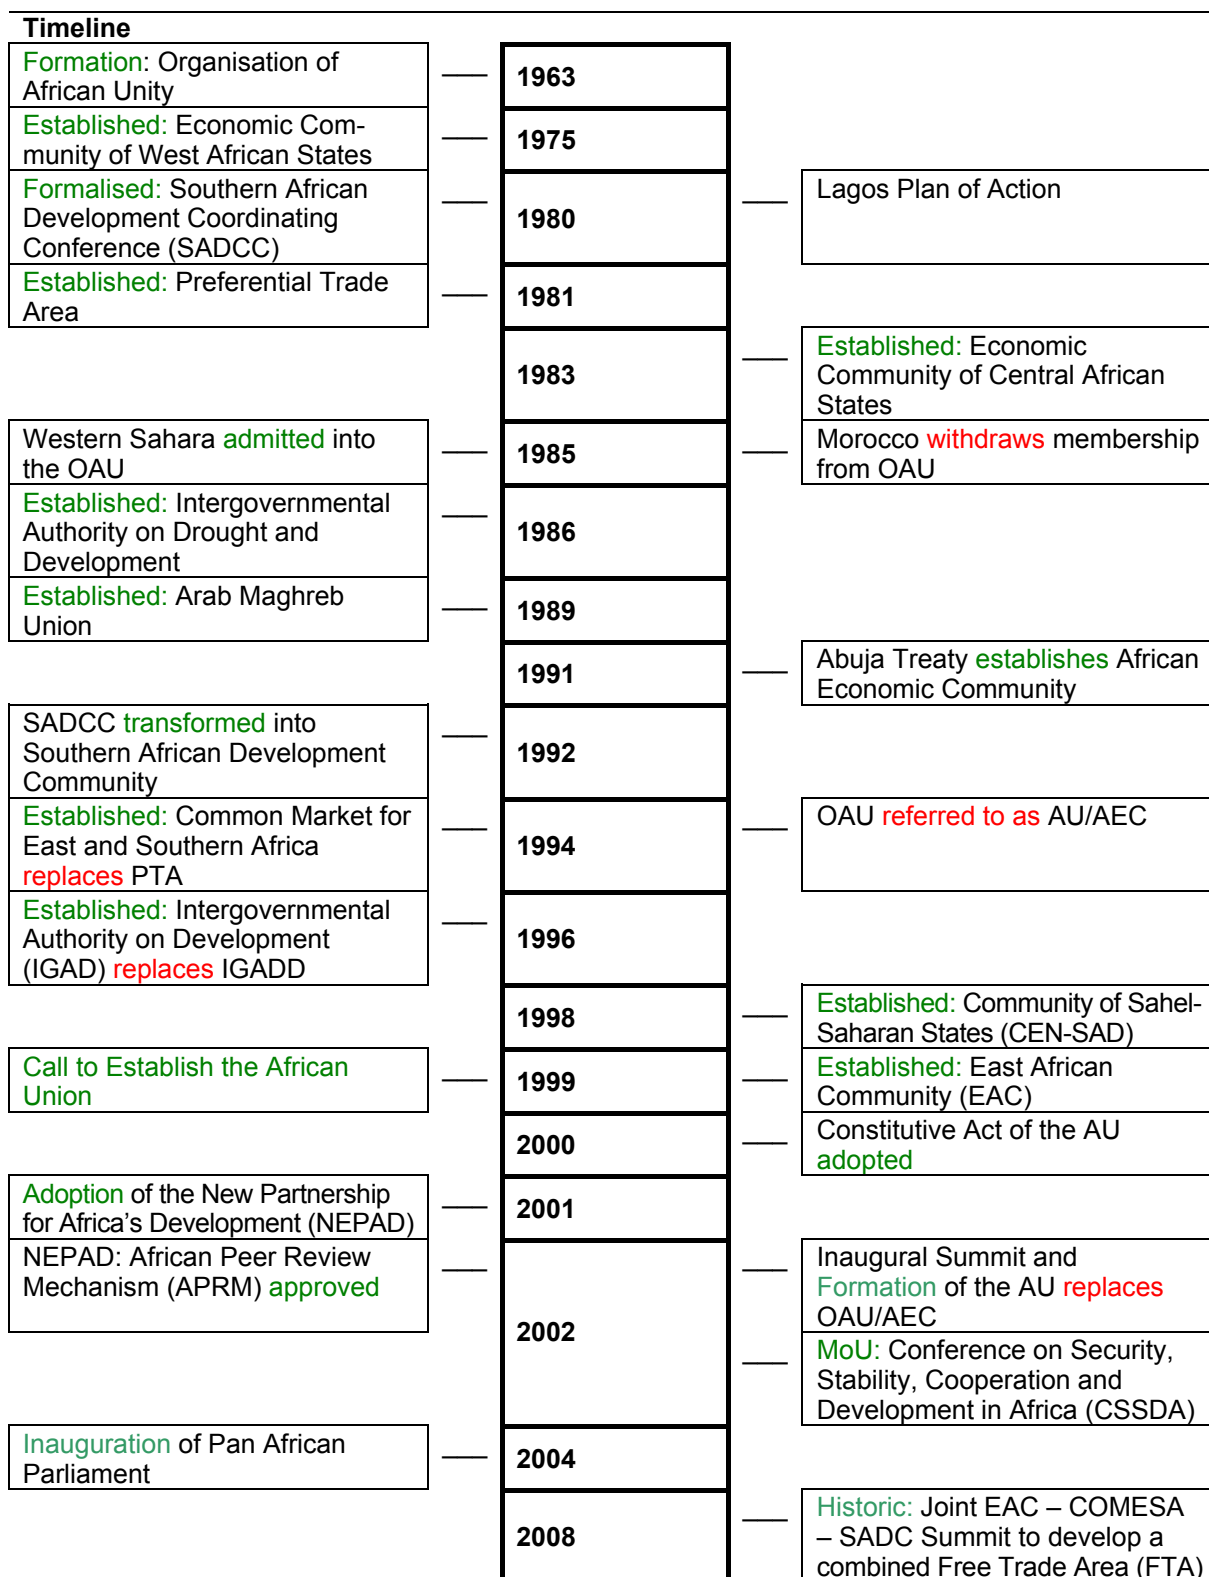 Timeline
Formation: Organisation of
African Unity
1963
Established: Economic Com-
munity of West African States
1975
Formalised: Southern African
Development Coordinating
Conference (SADCC)
1980
Lagos Plan of Action
Established: Preferential Trade
Area
1981
1983
Established: Economic
Community of Central African
States
Western Sahara admitted into
the OAU
1985
Morocco withdraws membership
from OAU
Established: Intergovernmental
Authority on Drought and
Development
1986
Established: Arab Maghreb
Union
1989
1991
Abuja Treaty establishes African
Economic Community
SADCC transformed into
Southern African Development
Community
1992
Established: Common Market for
East and Southern Africa
replaces PTA
1994
OAU referred to as AU/AEC
Established: Intergovernmental
Authority on Development
(IGAD) replaces IGADD
1996
1998
Established: Community of Sahel-
Saharan States (CEN-SAD)
Call to Establish the African
Union
1999
Established: East African
Community (EAC)
2000
Constitutive Act of the AU
adopted
Adoption of the New Partnership
for Africa’s Development (NEPAD)
2001
NEPAD: African Peer Review
Mechanism (APRM) approved
2002
Inaugural Summit and
Formation of the AU replaces
OAU/AEC
MoU: Conference on Security,
Stability, Cooperation and
Development in Africa (CSSDA)
Inauguration of Pan African
Parliament
2004
2008
Historic: Joint EAC – COMESA
– SADC Summit to develop a
combined Free Trade Area (FTA)